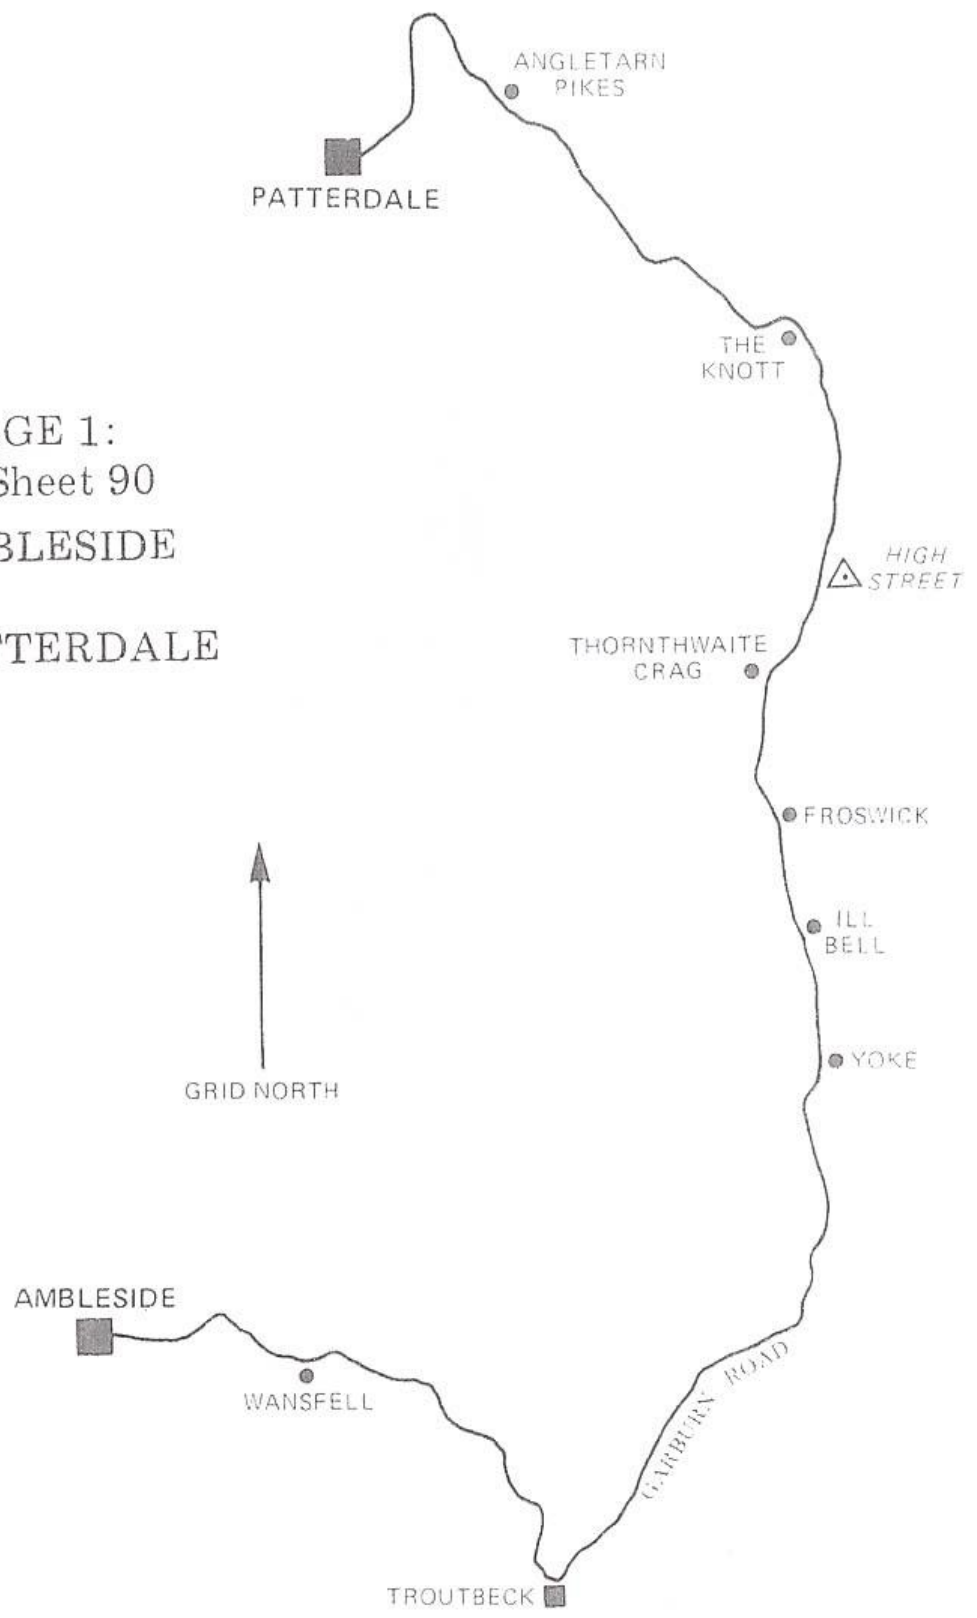 ANGLETARN
PIKES
PATTERDALE
THE
KNOTT
GE 1:
Sheet 90
BLESIDE
TTERDALE
HIGH
STREET
THORNTHWAITE
CRAG
FROSWICK
ILL
BELL
YOKE
GRID NORTH
AMBLESIDE
WANSFELL
GARBURN ROAD
TROUTBECK